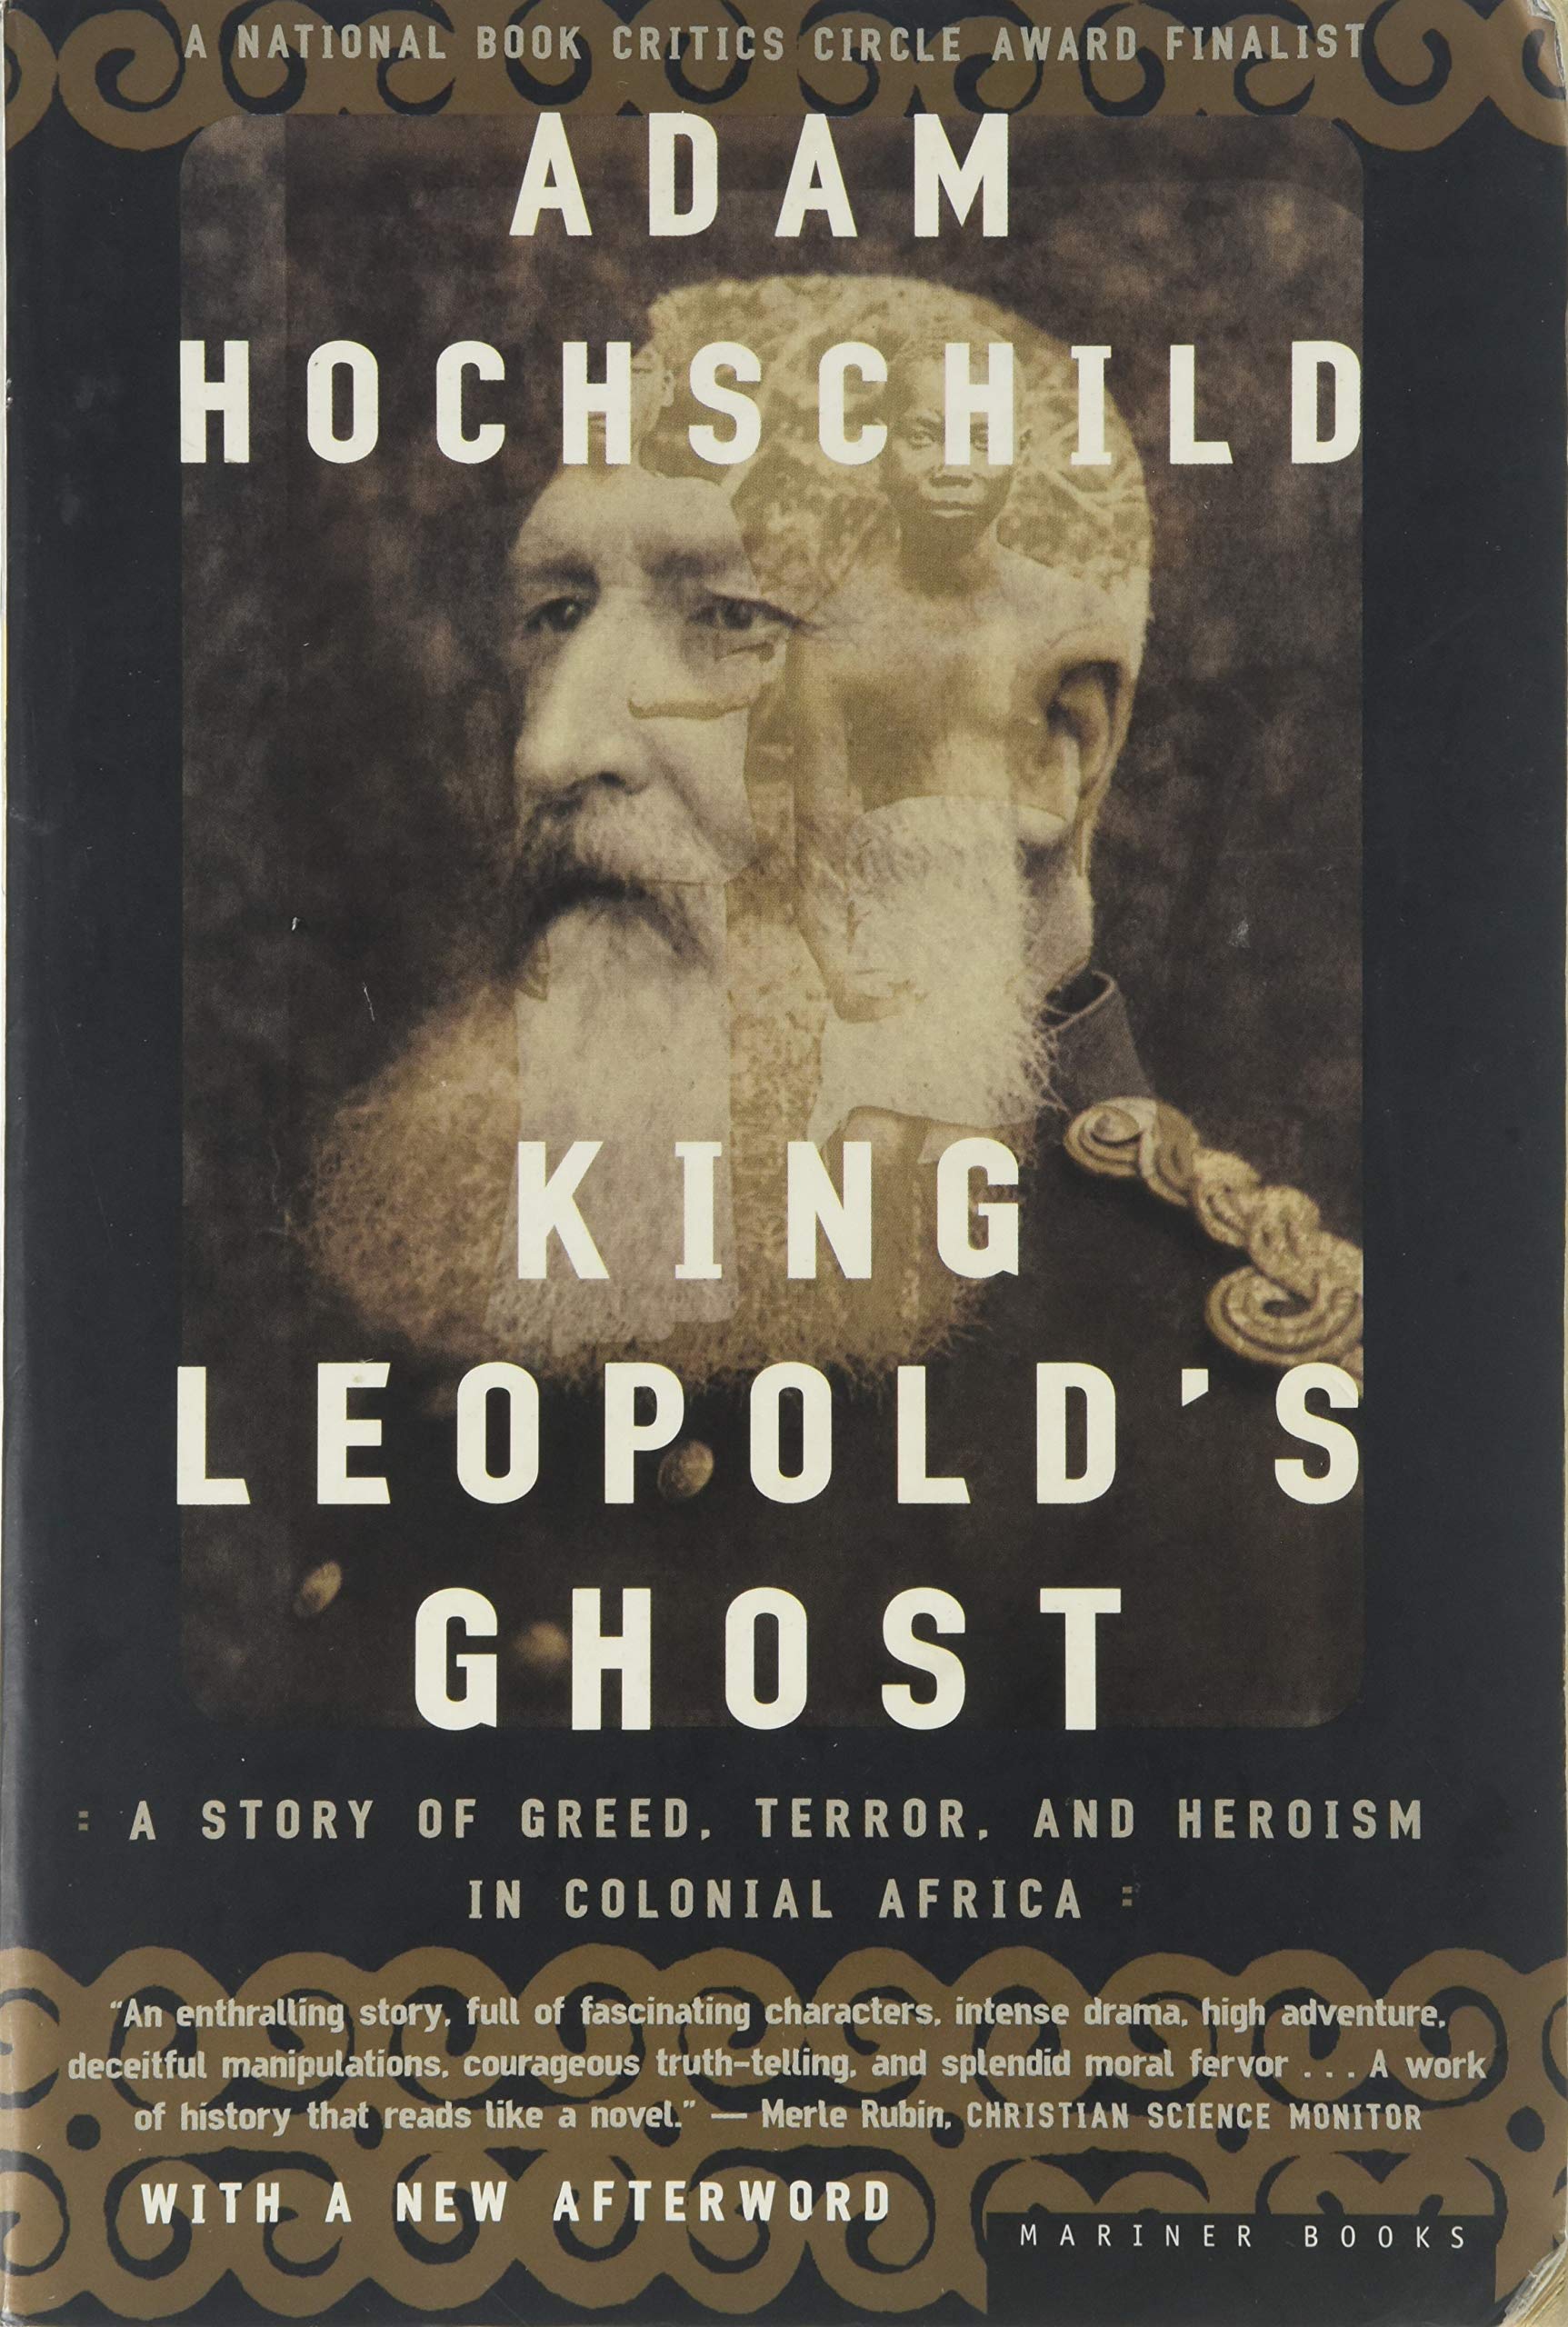 A NATIONAL BOOK CRITICS CIRCLE AWARD FINALIST
ADAM
HOCHSCHILD
KING
LEOPOLD'S
GHOST
: A STORY OF GREED, TERROR, AND HEROISM
IN COLONIAL AFRICA :
"An enthralling story, full of fascinating characters, intense drama, high adventure,
deceitful manipulations, courageous truth-telling, and splendid moral fervor . . . A work
of history that reads like a novel." — Merle Rubin, CHRISTIAN SCIENCE MONITOR
WITH A NEW AFTERWORD
MARINER BOOKS